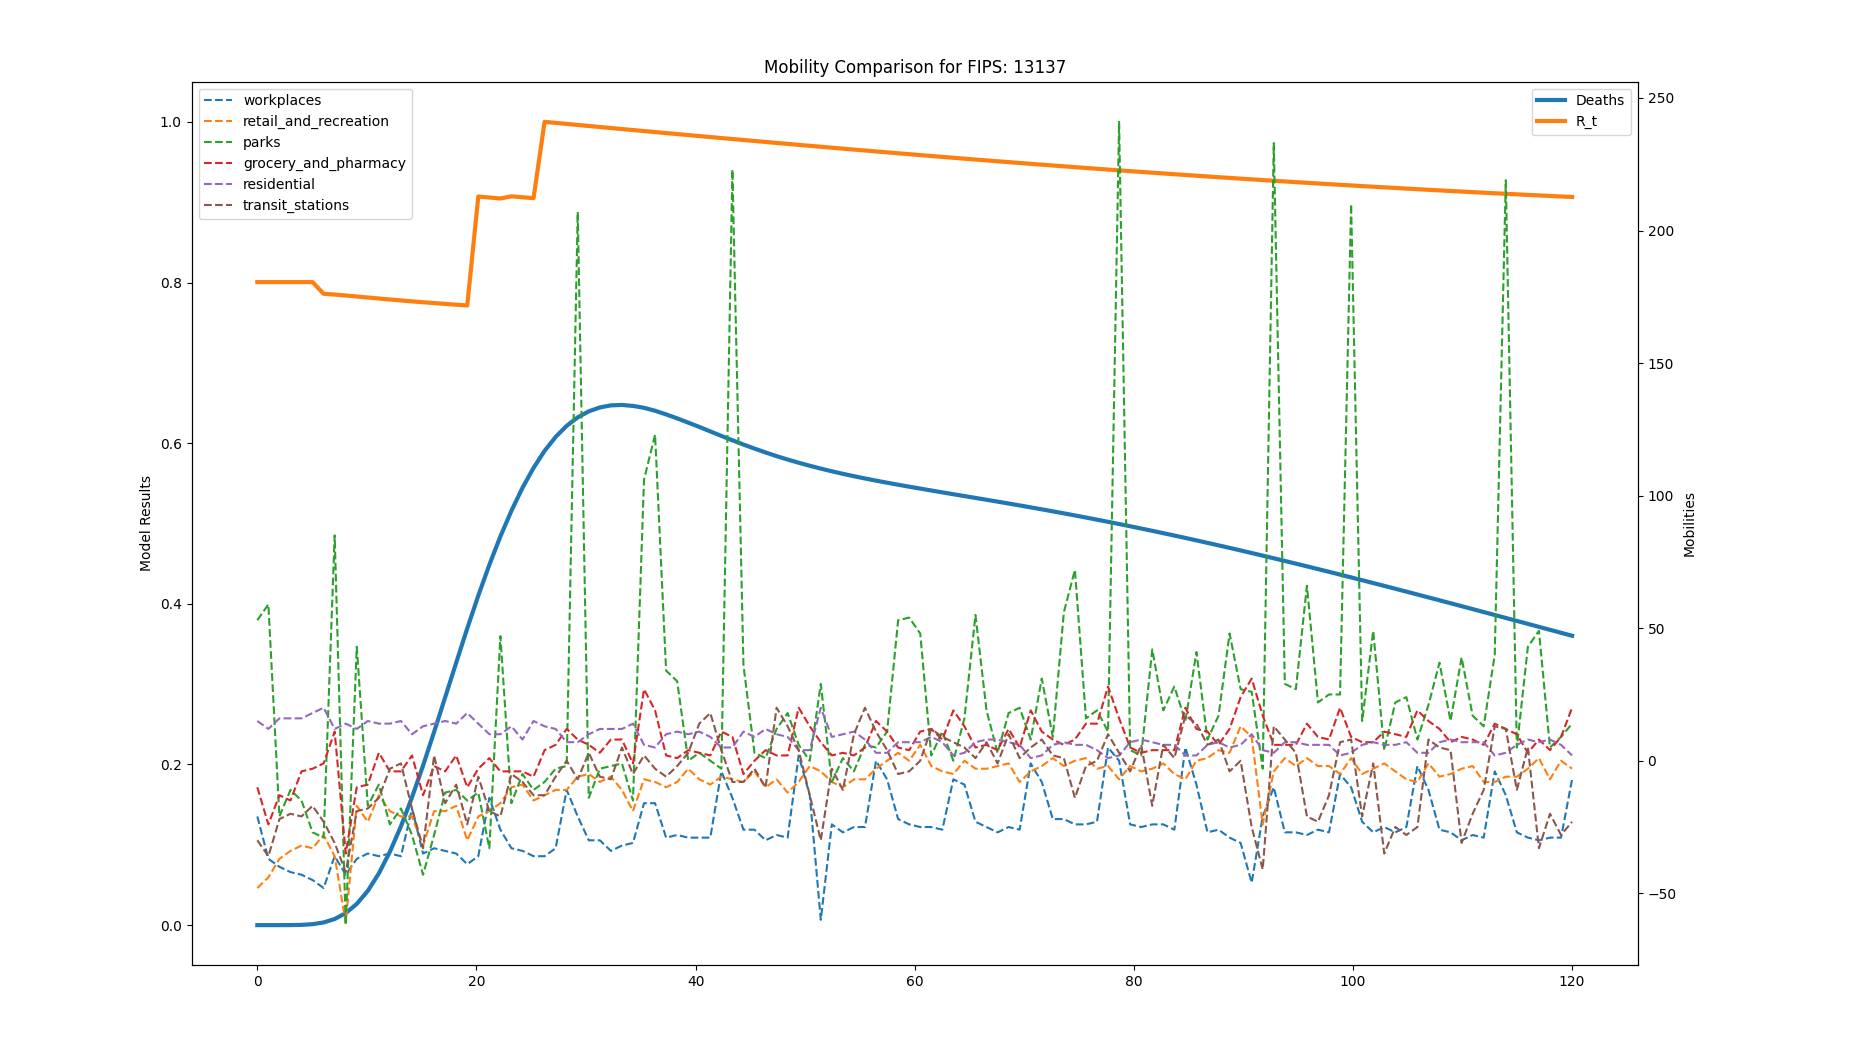 Mobility Comparison for FIPS: 13137
workplaces
retail_and_recreation
parks
grocery_and_pharmacy
residential
transit_stations
Deaths
R_t
Model Results
1.0
0.8
0.6
0.4
0.2
0.0
0 20 40 60 80 100 120
250
200
150
100
50
0
−50
Mobilities